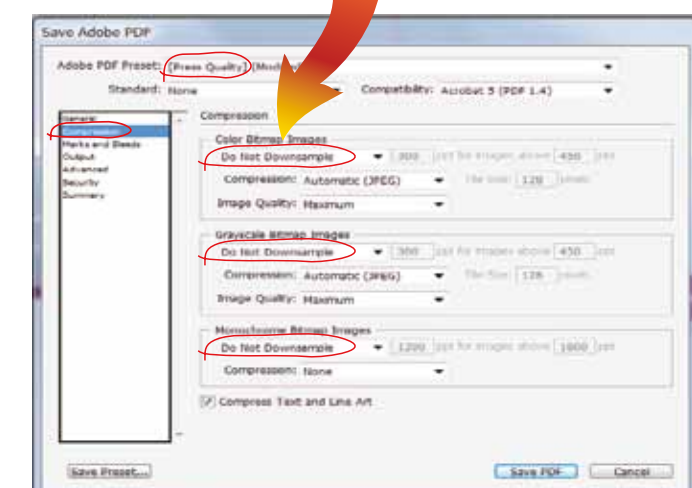 Save Adobe PDF
Adobe PDF Preset: [Press Quality]
Standard: None Compatibility: Acrobat 5 (PDF 1.4)
General
Compression
Marks and Bleeds
Output
Advanced
Security
Summary
Compression
Color Bitmap Images
Do Not Downsample 300 ppi for images above 450 ppi
Compression: Automatic (JPEG) Tile Size: 128 pixels
Image Quality: Maximum
Grayscale Bitmap Images
Do Not Downsample 300 ppi for images above 450 ppi
Compression: Automatic (JPEG) Tile Size: 128 pixels
Image Quality: Maximum
Monochrome Bitmap Images
Do Not Downsample 1200 ppi for images above 1800 ppi
Compression: None
Compress Text and Line Art
Save Preset... Save PDF Cancel